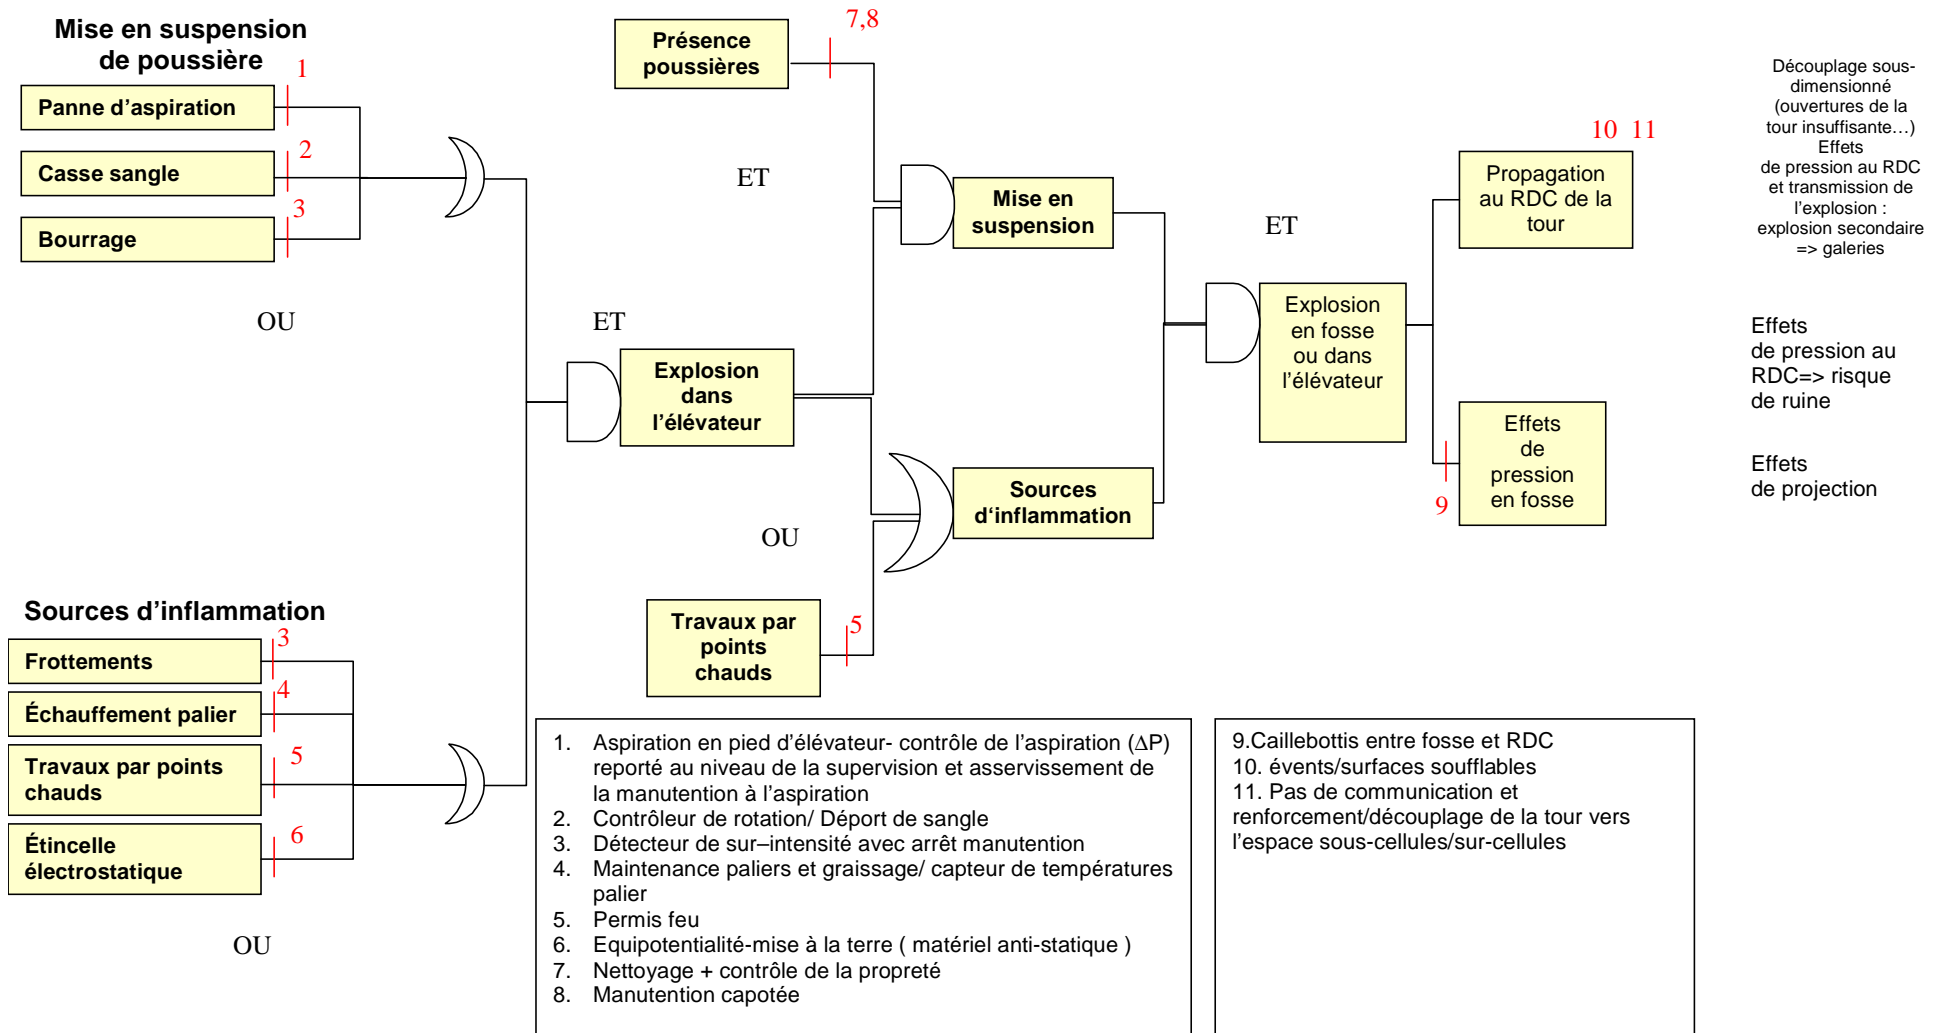 Mise en suspension
de poussière
1
Panne d’aspiration
2
Casse sangle
3
Bourrage
OU
Sources d’inflammation
3
Frottements
4
Échauffement palier
5
Travaux par points
chauds
6
Étincelle
électrostatique
OU
ET
Explosion
dans
l’élévateur
7,8
Présence
poussières
ET
Mise en
suspension
OU
Sources
d‘inflammation
5
Travaux par
points
chauds
ET
Explosion
en fosse
ou dans
l’élévateur
10 11
Propagation
au RDC de la
tour
9
Effets
de
pression
en fosse
Découplage sous-
dimensionné
(ouvertures de la
tour insuffisante…)
Effets
de pression au RDC
et transmission de
l’explosion :
explosion secondaire
=> galeries
Effets
de pression au
RDC=> risque
de ruine
Effets
de projection
1. Aspiration en pied d’élévateur- contrôle de l’aspiration (∆P)
reporté au niveau de la supervision et asservissement de
la manutention à l’aspiration
2. Contrôleur de rotation/ Déport de sangle
3. Détecteur de sur–intensité avec arrêt manutention
4. Maintenance paliers et graissage/ capteur de températures
palier
5. Permis feu
6. Equipotentialité-mise à la terre ( matériel anti-statique )
7. Nettoyage + contrôle de la propreté
8. Manutention capotée
9.Caillebottis entre fosse et RDC
10. évents/surfaces soufflables
11. Pas de communication et
renforcement/découplage de la tour vers
l’espace sous-cellules/sur-cellules